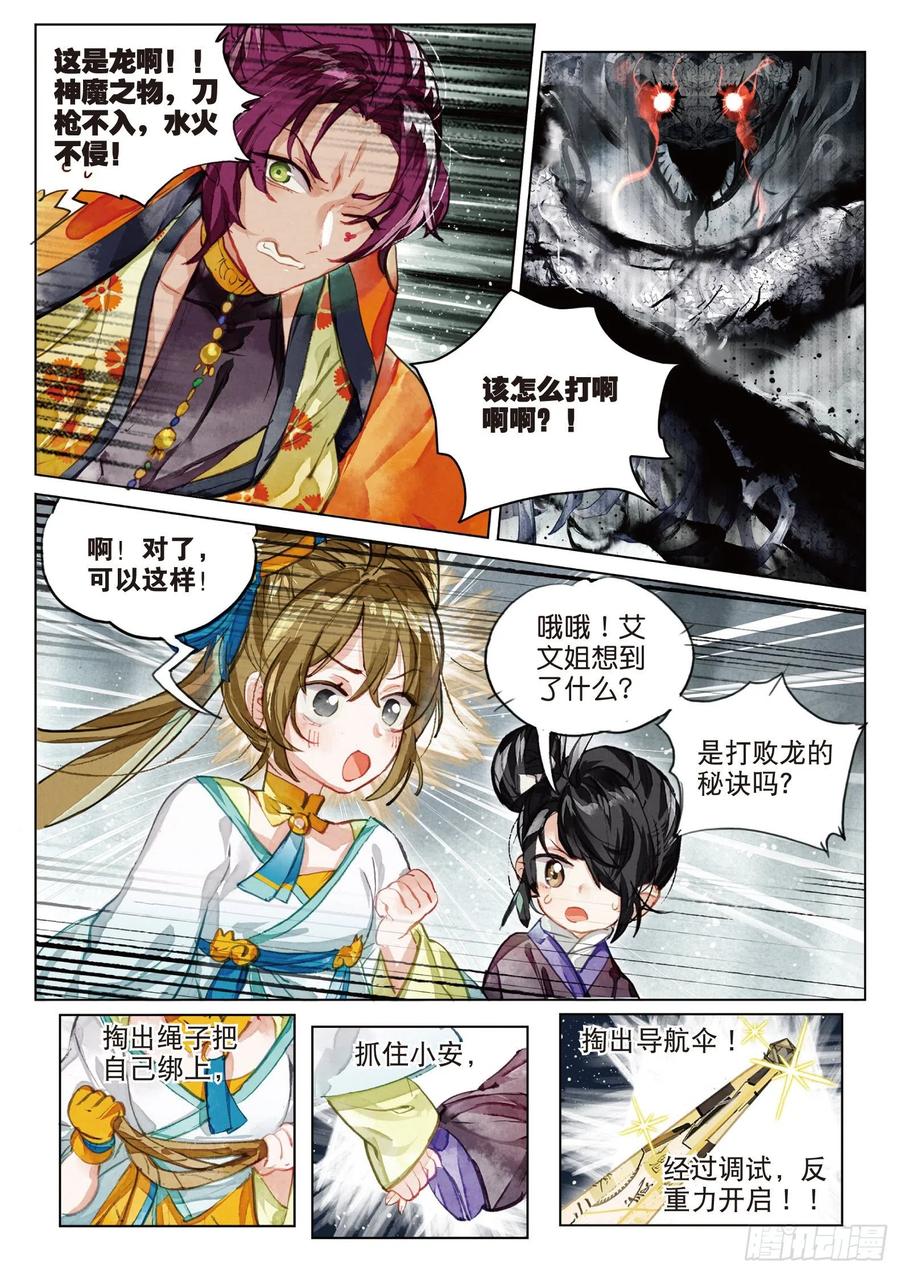 这是龙啊！！
神魔之物，刀
枪不入，水火
不侵！
该怎么打啊
啊啊？！
啊！对了，
可以这样！
哦哦！艾
文姐想到
了什么？
是打败龙的
秘诀吗？
掏出绳子把
自己绑上，
抓住小安，
掏出导航伞！
经过调试，反
重力开启！！
腾讯动漫